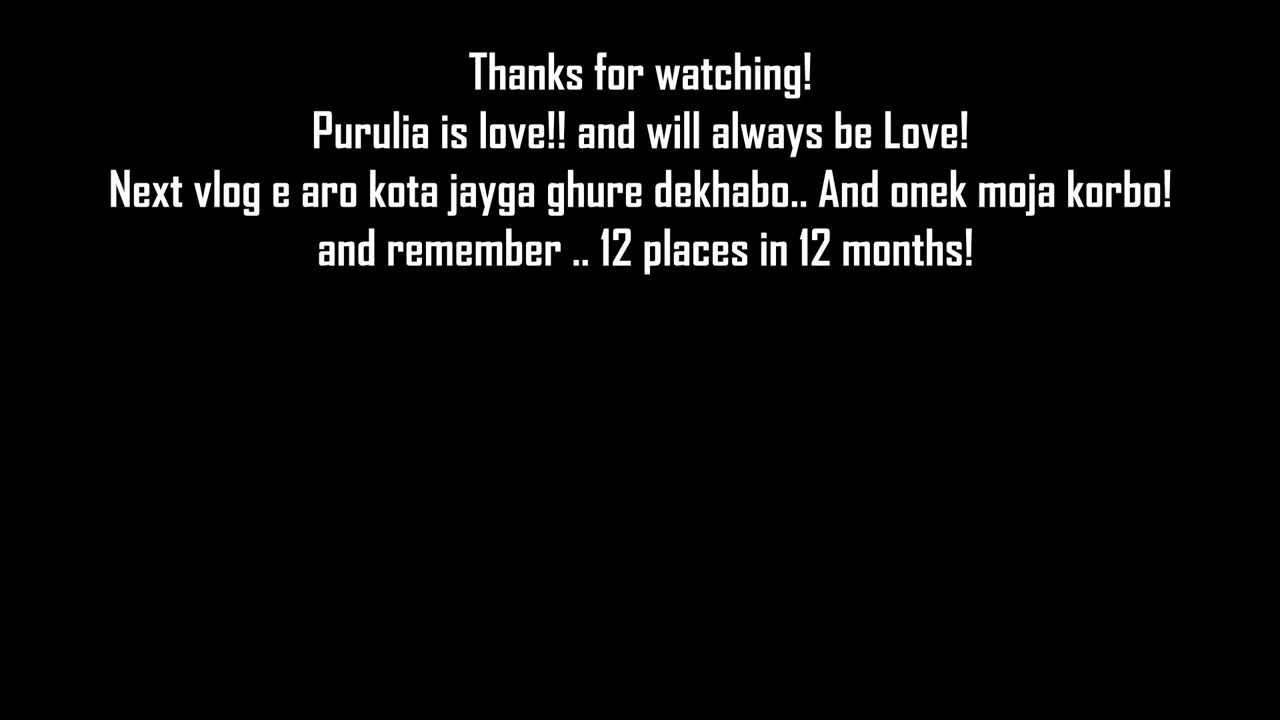 Thanks for watching!
Purulia is love!! and will always be Love!
Next vlog e aro kota jayga ghure dekhabo.. And onek moja korbo!
and remember .. 12 places in 12 months!